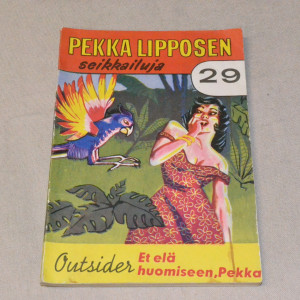 PEKKA LIPPOSEN
seikkailuja
29
Outsider
Et elä
huomiseen, Pekka